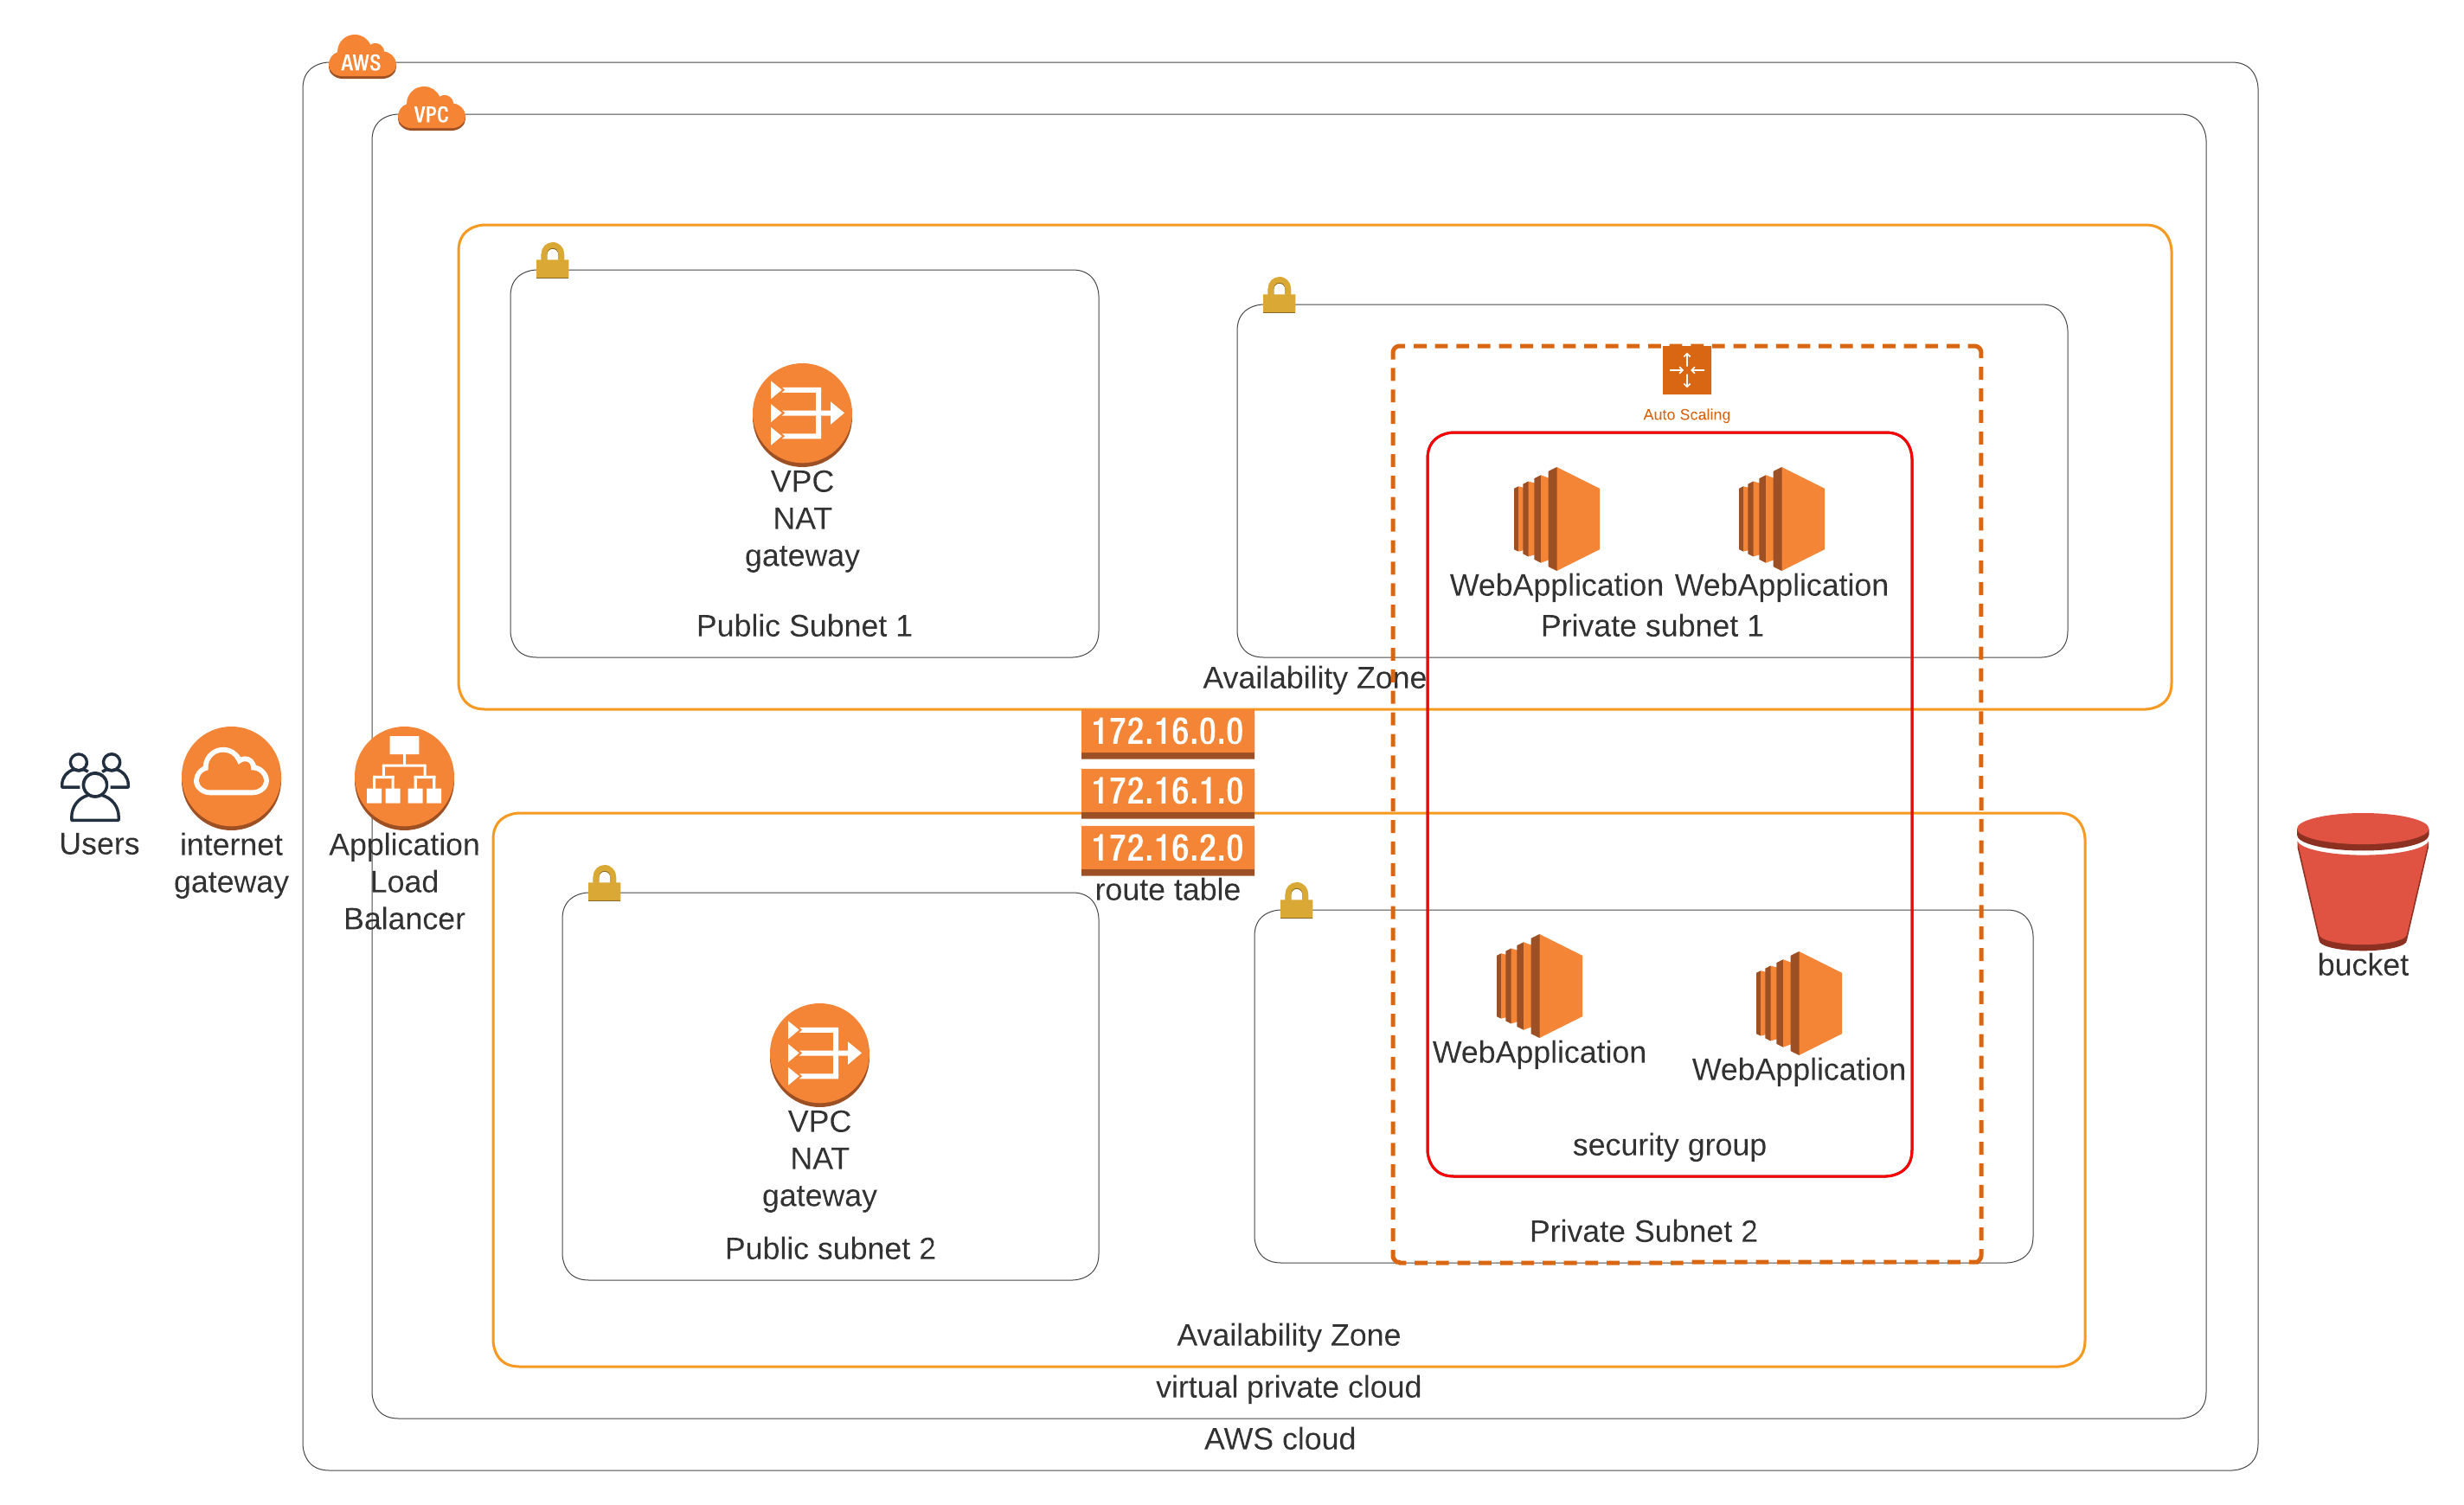 AWS
VPC
Auto Scaling
VPC
NAT
gateway
WebApplication
WebApplication
Public Subnet 1
Private subnet 1
Availability Zone
172.16.0.0
172.16.1.0
172.16.2.0
route table
Users
internet
gateway
Application
Load
Balancer
bucket
WebApplication
WebApplication
VPC
NAT
gateway
security group
Public subnet 2
Private Subnet 2
Availability Zone
virtual private cloud
AWS cloud